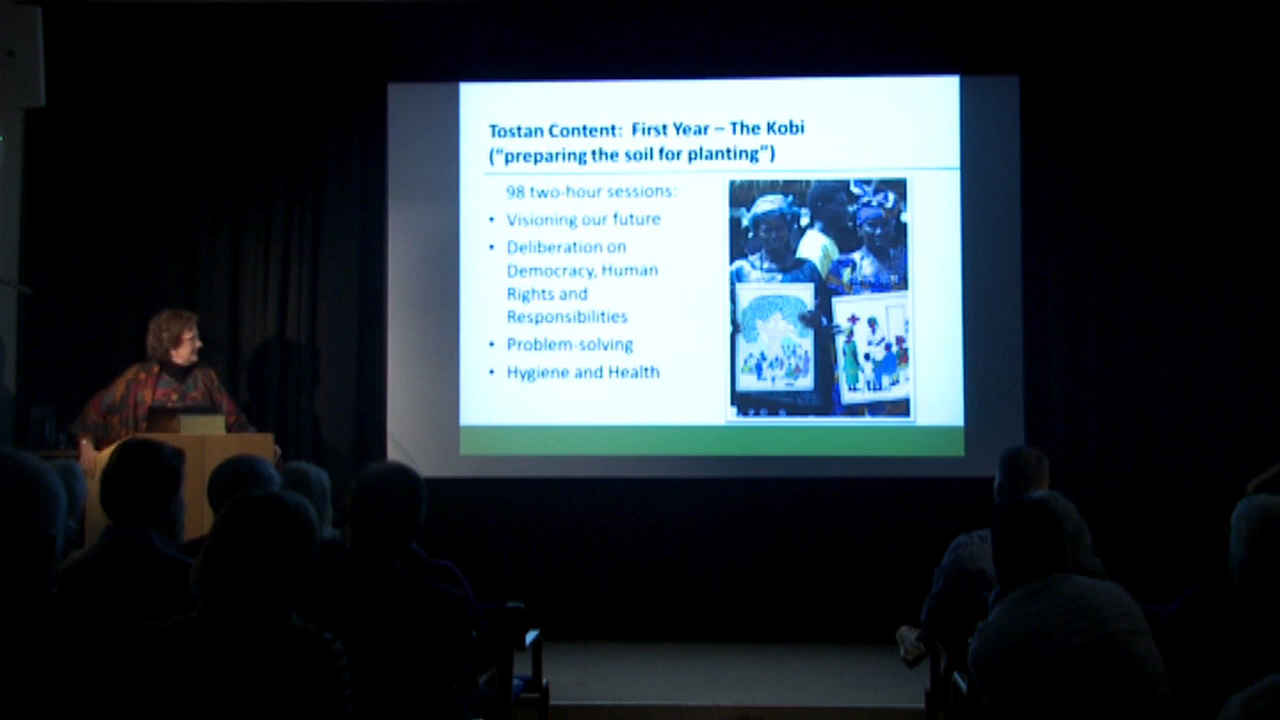 Tostan Content: First Year – The Kobi
("preparing the soil for planting")
98 two-hour sessions:
• Visioning our future
• Deliberation on
Democracy, Human
Rights and
Responsibilities
• Problem-solving
• Hygiene and Health